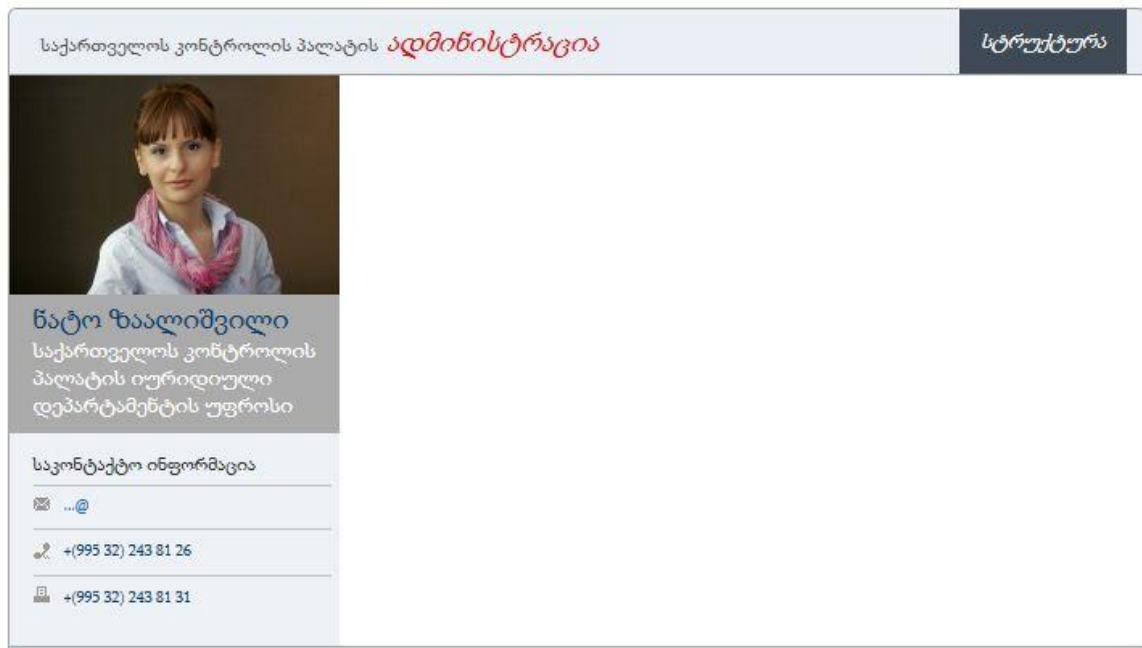 საქართველოს კონტროლის პალატის ადმინისტრაცია
სტრუქტურა
ნატო ზაალიშვილი
საქართველოს კონტროლის
პალატის იურიდიული
დეპარტამენტის უფროსი
საკონტაქტო ინფორმაცია
...@
+(995 32) 243 81 26
+(995 32) 243 81 31